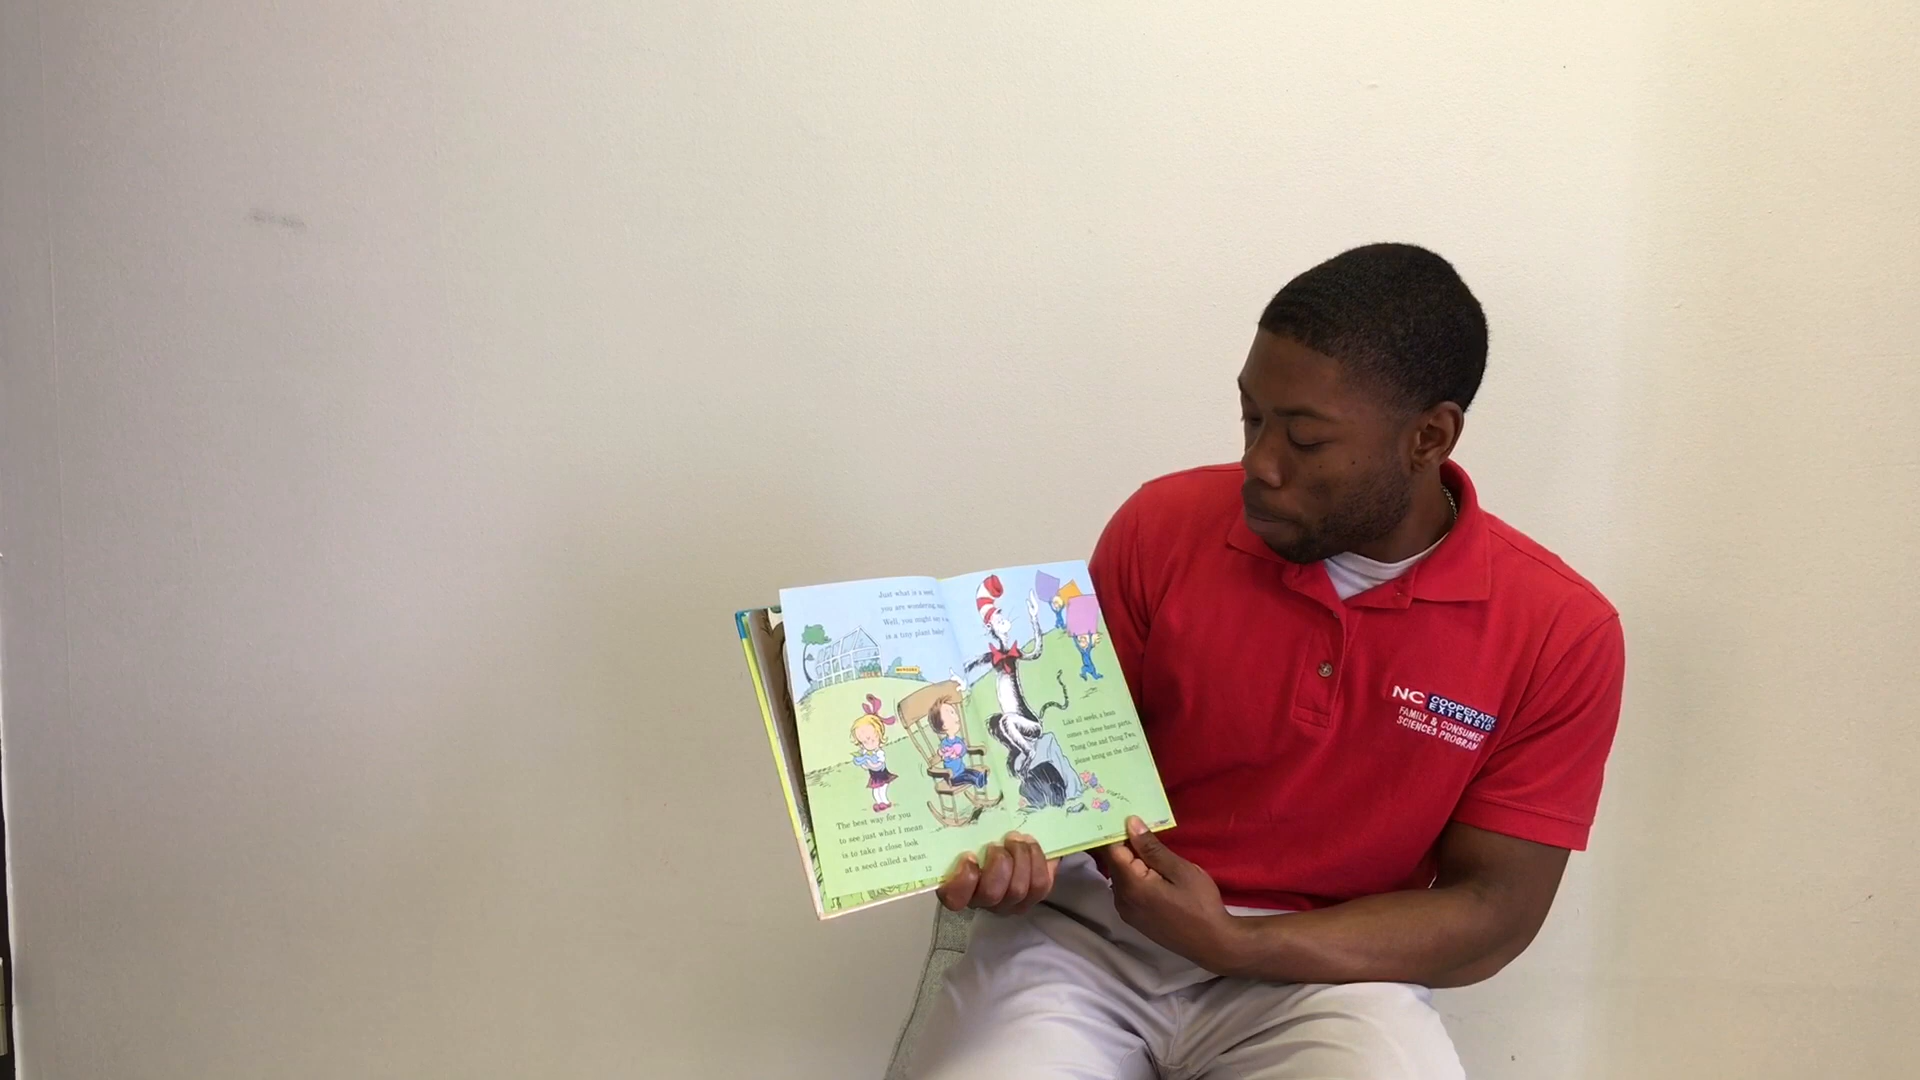 Just what is a seed,
you are wondering,
Well, you might say a
is a tiny plant baby!
The best way for you
to see just what I mean
is to take a close look
at a seed called a bean.
12
Like all seeds, a bean
comes in three basic parts.
Thing One and Thing Two,
please bring on the charts!
13
NC COOPERATIVE
EXTENSION
FAMILY & CONSUMER
SCIENCES PROGRAM